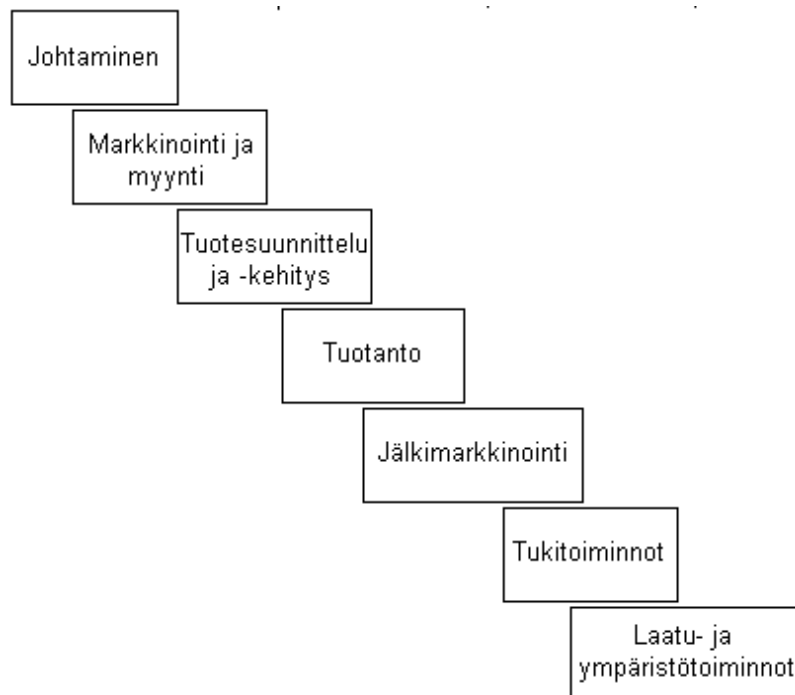 Johtaminen
Markkinointi ja
myynti
Tuotesuunnittelu
ja -kehitys
Tuotanto
Jälkimarkkinointi
Tukitoiminnot
Laatu- ja
ympäristötoiminnot